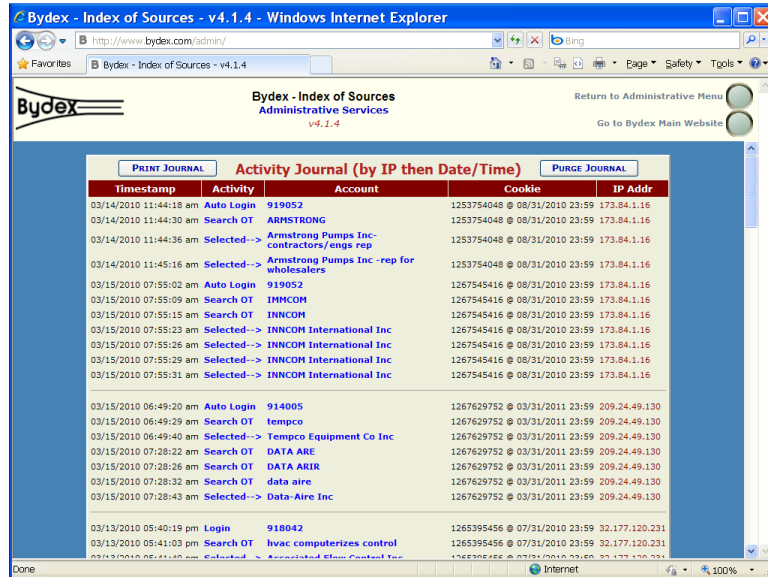 Bydex - Index of Sources - v4.1.4 - Windows Internet Explorer
B http://www.bydex.com/admin/ Bing
Favorites B Bydex - Index of Sources - v4.1.4 Page Safety Tools
Bydex
Bydex - Index of Sources
Administrative Services
v4.1.4
Return to Administrative Menu
Go to Bydex Main Website
PRINT JOURNAL Activity Journal (by IP then Date/Time) PURGE JOURNAL
Timestamp Activity Account Cookie IP Addr
03/14/2010 11:44:18 am Auto Login 919052 1253754048 @ 08/31/2010 23:59 173.84.1.16
03/14/2010 11:44:30 am Search OT ARMSTRONG 1253754048 @ 08/31/2010 23:59 173.84.1.16
03/14/2010 11:44:36 am Selected--> Armstrong Pumps Inc-
contractors/engs rep 1253754048 @ 08/31/2010 23:59 173.84.1.16
03/14/2010 11:45:16 am Selected--> Armstrong Pumps Inc -rep for
wholesalers 1253754048 @ 08/31/2010 23:59 173.84.1.16
03/15/2010 07:55:02 am Auto Login 919052 1267545416 @ 08/31/2010 23:59 173.84.1.16
03/15/2010 07:55:09 am Search OT IMMCOM 1267545416 @ 08/31/2010 23:59 173.84.1.16
03/15/2010 07:55:15 am Search OT INNCOM 1267545416 @ 08/31/2010 23:59 173.84.1.16
03/15/2010 07:55:23 am Selected--> INNCOM International Inc 1267545416 @ 08/31/2010 23:59 173.84.1.16
03/15/2010 07:55:26 am Selected--> INNCOM International Inc 1267545416 @ 08/31/2010 23:59 173.84.1.16
03/15/2010 07:55:29 am Selected--> INNCOM International Inc 1267545416 @ 08/31/2010 23:59 173.84.1.16
03/15/2010 07:55:31 am Selected--> INNCOM International Inc 1267545416 @ 08/31/2010 23:59 173.84.1.16
03/15/2010 06:49:20 am Auto Login 914005 1267629752 @ 03/31/2011 23:59 209.24.49.130
03/15/2010 06:49:29 am Search OT tempco 1267629752 @ 03/31/2011 23:59 209.24.49.130
03/15/2010 06:49:40 am Selected--> Tempco Equipment Co Inc 1267629752 @ 03/31/2011 23:59 209.24.49.130
03/15/2010 07:28:22 am Search OT DATA ARE 1267629752 @ 03/31/2011 23:59 209.24.49.130
03/15/2010 07:28:26 am Search OT DATA ARIR 1267629752 @ 03/31/2011 23:59 209.24.49.130
03/15/2010 07:28:32 am Search OT data aire 1267629752 @ 03/31/2011 23:59 209.24.49.130
03/15/2010 07:28:43 am Selected--> Data-Aire Inc 1267629752 @ 03/31/2011 23:59 209.24.49.130
03/13/2010 05:40:19 pm Login 918042 1265395456 @ 07/31/2010 23:59 32.177.120.231
03/13/2010 05:41:03 pm Search OT hvac computerizes control 1265395456 @ 07/31/2010 23:59 32.177.120.231
03/13/2010 05:41:40 pm Selected--> Associated Flow Control Inc 1265395456 @ 07/31/2010 23:59 32.177.120.231
Done Internet 100%